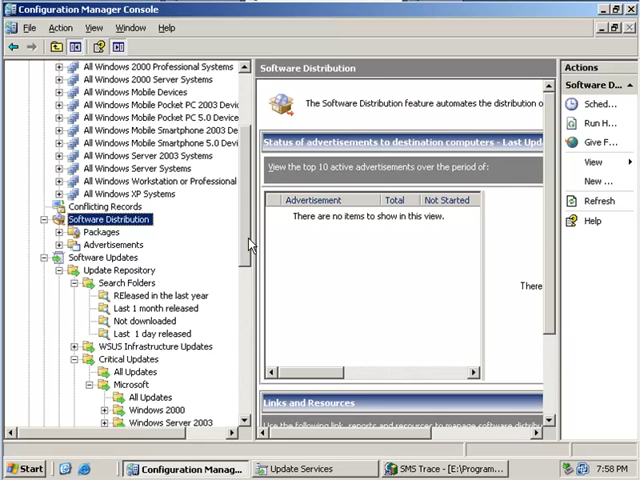 Configuration Manager Console
File Action View Window Help
All Windows 2000 Professional Systems
All Windows 2000 Server Systems
All Windows Mobile Devices
All Windows Mobile Pocket PC 2003 Devic
All Windows Mobile Pocket PC 5.0 Device
All Windows Mobile Smartphone 2003 De
All Windows Mobile Smartphone 5.0 Devi
All Windows Server 2003 Systems
All Windows Server Systems
All Windows Workstation or Professional
All Windows XP Systems
Conflicting Records
Software Distribution
Packages
Advertisements
Software Updates
Update Repository
Search Folders
REleased in the last year
Last 1 month released
Not downloaded
Last 1 day released
WSUS Infrastructure Updates
Critical Updates
All Updates
Microsoft
All Updates
Windows 2000
Windows Server 2003
Software Distribution
The Software Distribution feature automates the distribution o
Status of advertisements to destination computers - Last Upda
View the top 10 active advertisements over the period of:
Advertisement Total Not Started
There are no items to show in this view.
There
Links and Resources
Use the following link, reports and resources to manage software distribu
Actions
Software D...
Sched...
Run H...
Give F...
View
New ...
Refresh
Help
Start Configuration Manag... Update Services SMS Trace - [E:\Program... 7:58 PM